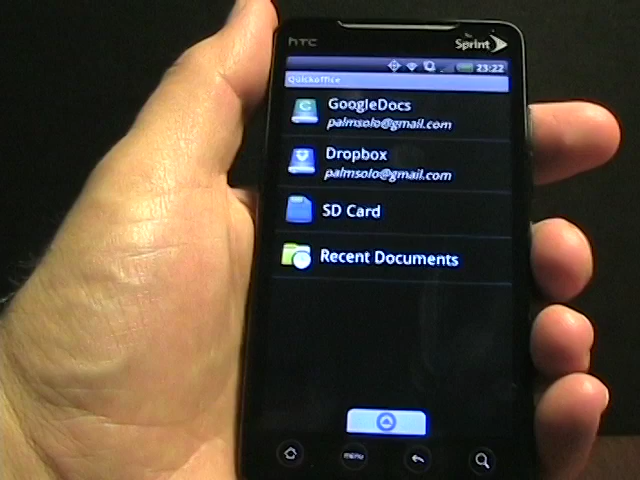 hTC
Sprint
23:22
Quickoffice
GoogleDocs
palmsolo@gmail.com
Dropbox
palmsolo@gmail.com
SD Card
Recent Documents
menu